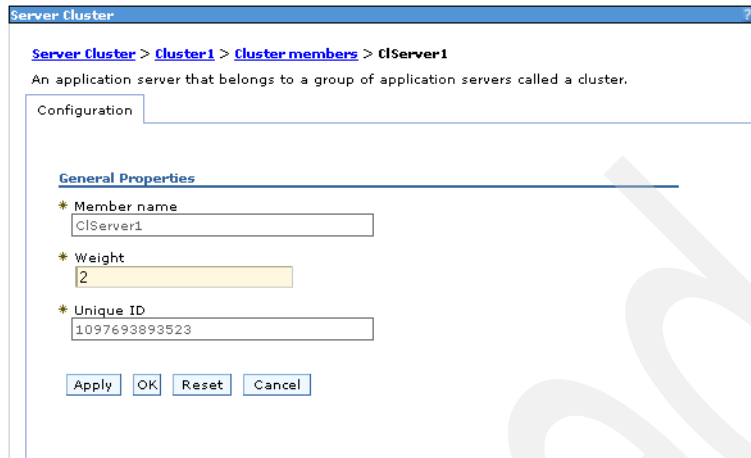 Server Cluster ?
Server Cluster > Cluster1 > Cluster members > ClServer1
An application server that belongs to a group of application servers called a cluster.
Configuration
General Properties
* Member name
ClServer1
* Weight
2
* Unique ID
1097693893523
Apply OK Reset Cancel